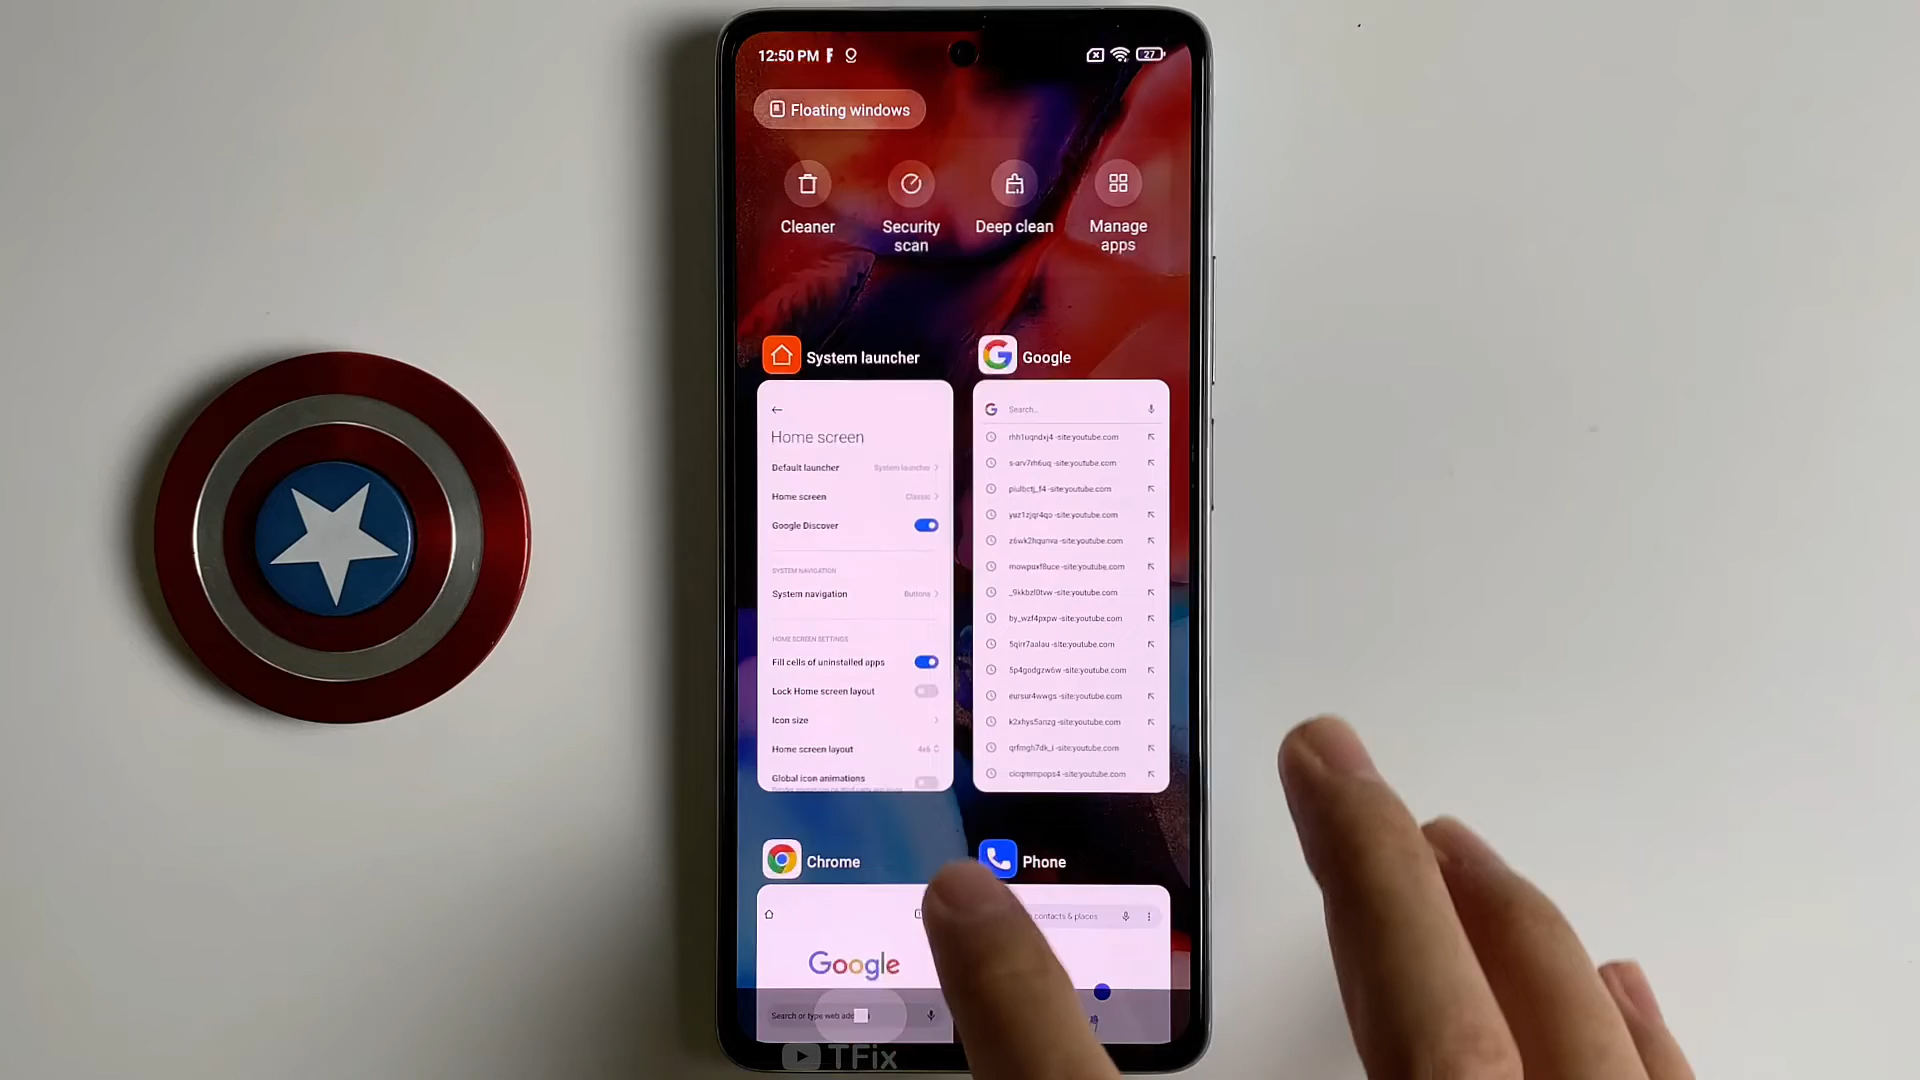 12:50 PM
27
Floating windows
Cleaner
Security scan
Deep clean
Manage apps
System launcher
Google
Home screen
Default launcher System launcher
Home screen Classic
Google Discover
SYSTEM NAVIGATION
System navigation Buttons
HOME SCREEN SETTINGS
Fill cells of uninstalled apps
Lock Home screen layout
Icon size
Home screen layout 4x6
Global icon animations
Search...
rhh1uqndxj4 -site:youtube.com
s-arv7rh6uq -site:youtube.com
piulbctj_f4 -site:youtube.com
yuz1zjqr4qo -site:youtube.com
z6wk2hqunva -site:youtube.com
mowpuxf8uce -site:youtube.com
_9kkbzl0tvw -site:youtube.com
by_wzf4pxpw -site:youtube.com
5qirr7aalau -site:youtube.com
5p4godgzw6w -site:youtube.com
eursur4wwgs -site:youtube.com
k2xhys5anzg -site:youtube.com
qrfmgh7dk_i -site:youtube.com
cicqmmpops4 -site:youtube.com
Chrome
Phone
contacts & places
Google
Search or type web
TFix